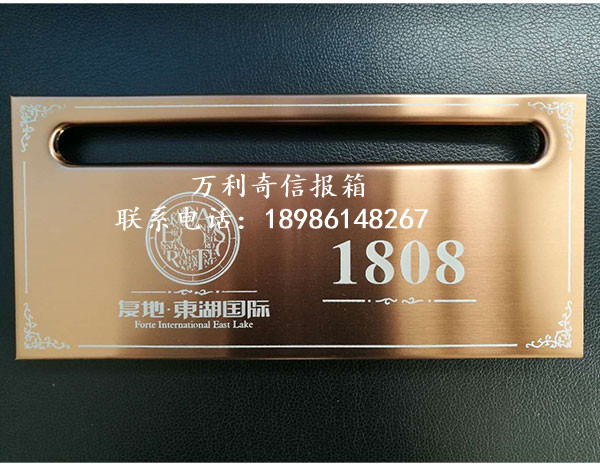 万利奇信报箱
联系电话：18986148267
1808
复地·東湖国际
Forte International East Lake